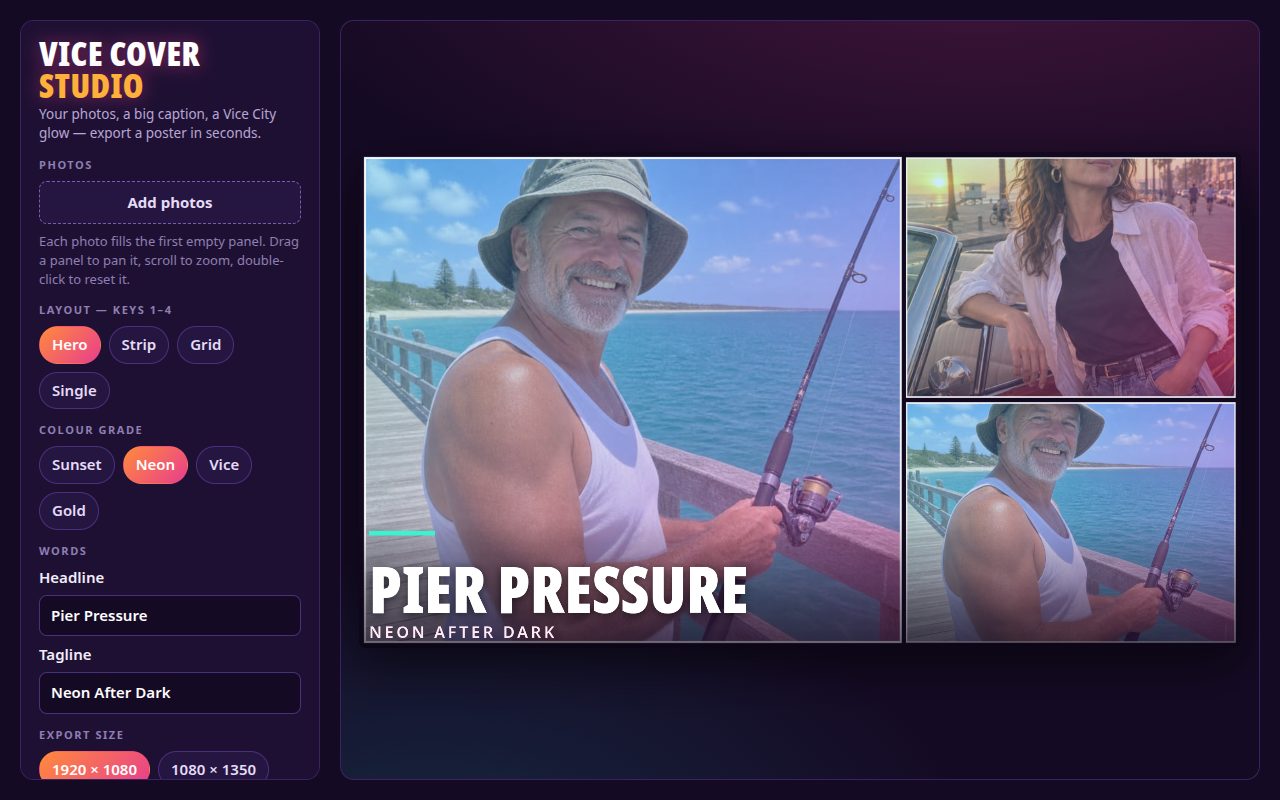 VICE COVER
STUDIO
Your photos, a big caption, a Vice City
glow — export a poster in seconds.
PHOTOS
Add photos
Each photo fills the first empty panel. Drag
a panel to pan it, scroll to zoom, double-
click to reset it.
LAYOUT — KEYS 1–4
Hero
Strip
Grid
Single
COLOUR GRADE
Sunset
Neon
Vice
Gold
WORDS
Headline
Pier Pressure
Tagline
Neon After Dark
EXPORT SIZE
1920 × 1080
1080 × 1350
PIER PRESSURE
NEON AFTER DARK